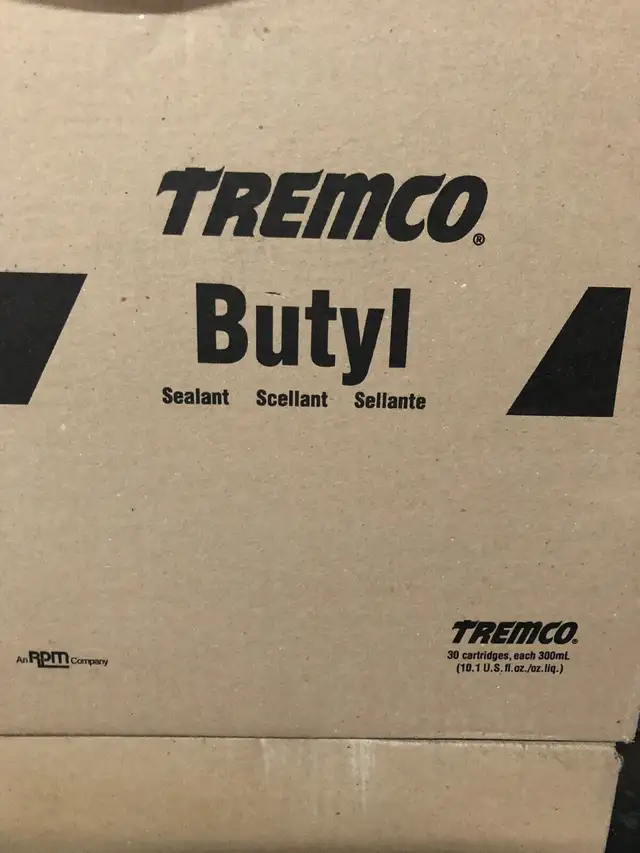 TREMCO®
Butyl
Sealant Scellant Sellante
An RPM Company
TREMCO®
30 cartridges, each 300mL
(10.1 U.S. fl.oz./oz.liq.)